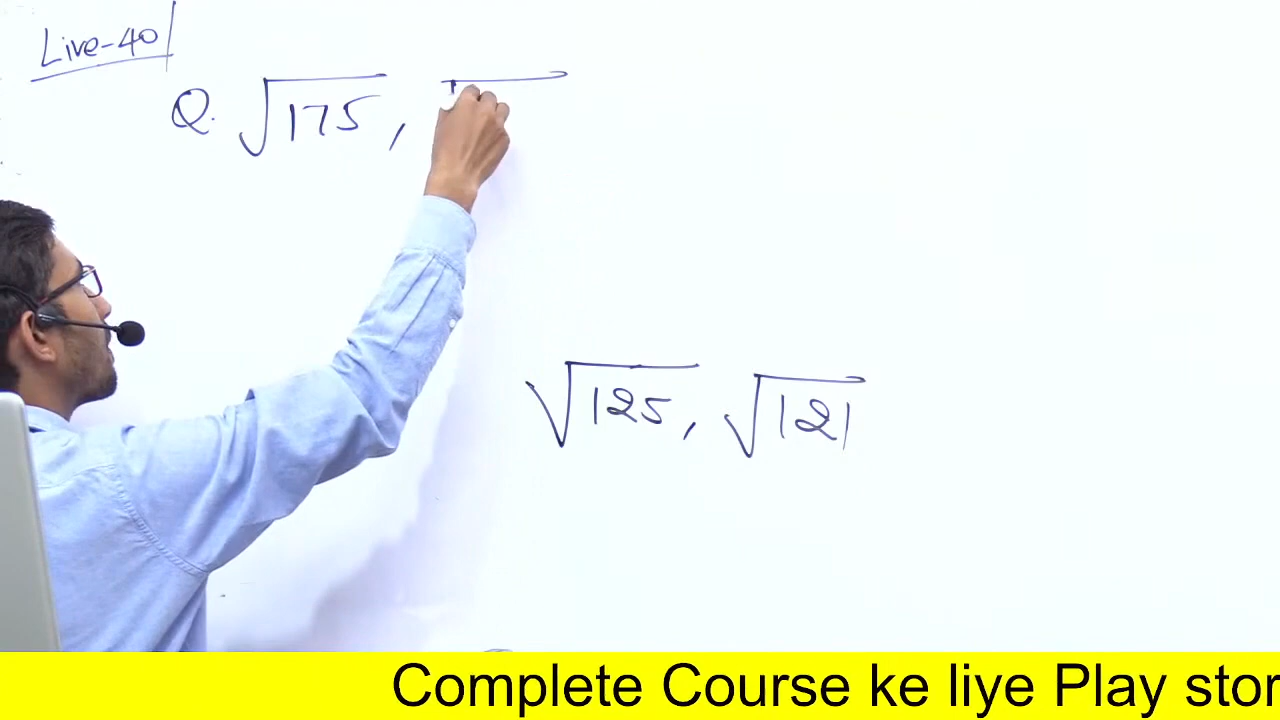 Live-40
Q. √175, √
√125, √121
Complete Course ke liye Play stor